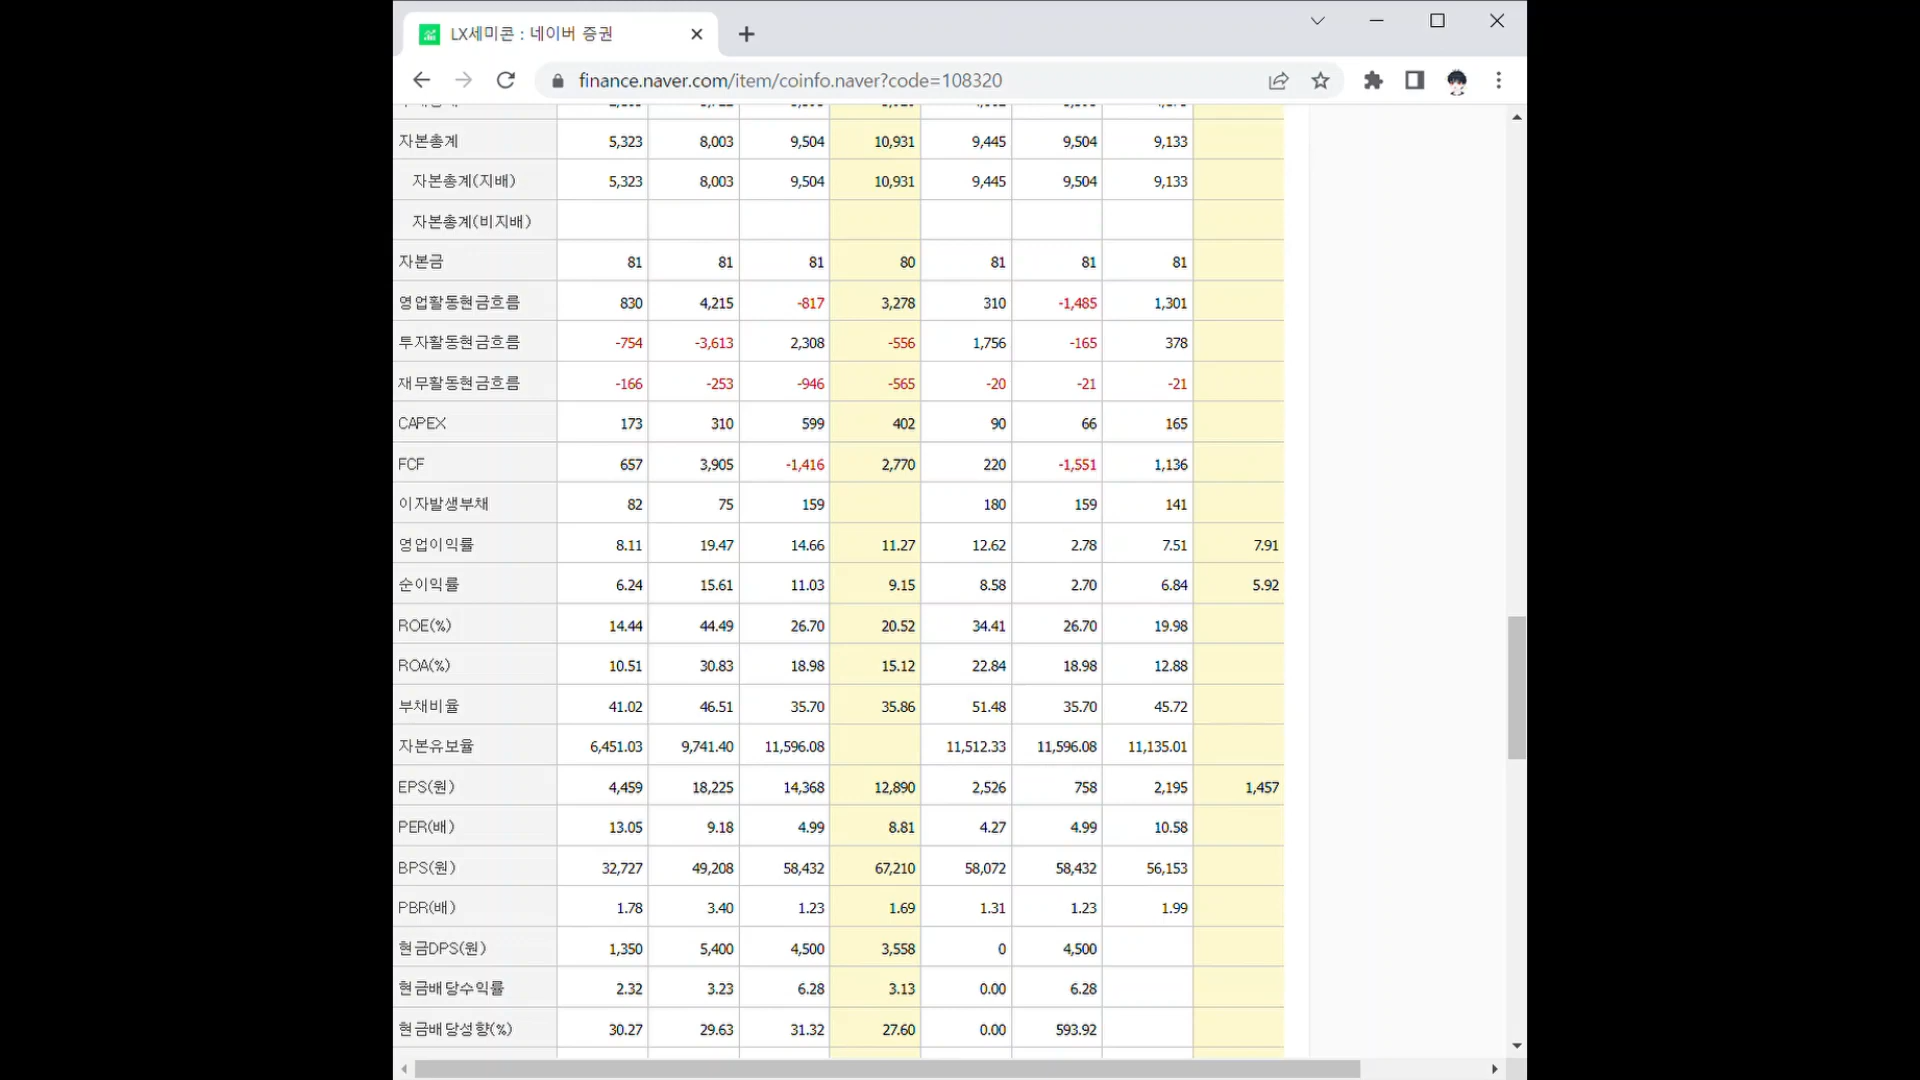 LX세미콘 : 네이버 증권
finance.naver.com/item/coinfo.naver?code=108320
자본총계 5,323 8,003 9,504 10,931 9,445 9,504 9,133
자본총계(지배) 5,323 8,003 9,504 10,931 9,445 9,504 9,133
자본총계(비지배)
자본금 81 81 81 80 81 81 81
영업활동현금흐름 830 4,215 -817 3,278 310 -1,485 1,301
투자활동현금흐름 -754 -3,613 2,308 -556 1,756 -165 378
재무활동현금흐름 -166 -253 -946 -565 -20 -21 -21
CAPEX 173 310 599 402 90 66 165
FCF 657 3,905 -1,416 2,770 220 -1,551 1,136
이자발생부채 82 75 159 180 159 141
영업이익률 8.11 19.47 14.66 11.27 12.62 2.78 7.51 7.91
순이익률 6.24 15.61 11.03 9.15 8.58 2.70 6.84 5.92
ROE(%) 14.44 44.49 26.70 20.52 34.41 26.70 19.98
ROA(%) 10.51 30.83 18.98 15.12 22.84 18.98 12.88
부채비율 41.02 46.51 35.70 35.86 51.48 35.70 45.72
자본유보율 6,451.03 9,741.40 11,596.08 11,512.33 11,596.08 11,135.01
EPS(원) 4,459 18,225 14,368 12,890 2,526 758 2,195 1,457
PER(배) 13.05 9.18 4.99 8.81 4.27 4.99 10.58
BPS(원) 32,727 49,208 58,432 67,210 58,072 58,432 56,153
PBR(배) 1.78 3.40 1.23 1.69 1.31 1.23 1.99
현금DPS(원) 1,350 5,400 4,500 3,558 0 4,500
현금배당수익률 2.32 3.23 6.28 3.13 0.00 6.28
현금배당성향(%) 30.27 29.63 31.32 27.60 0.00 593.92